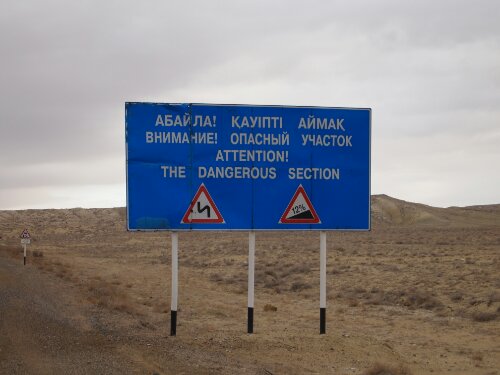 АБАЙЛА! ҚАУІПТІ АЙМАҚ
ВНИМАНИЕ! ОПАСНЫЙ УЧАСТОК
ATTENTION!
THE DANGEROUS SECTION
12%